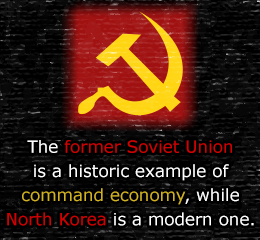 The former Soviet Union
is a historic example of
command economy, while
North Korea is a modern one.